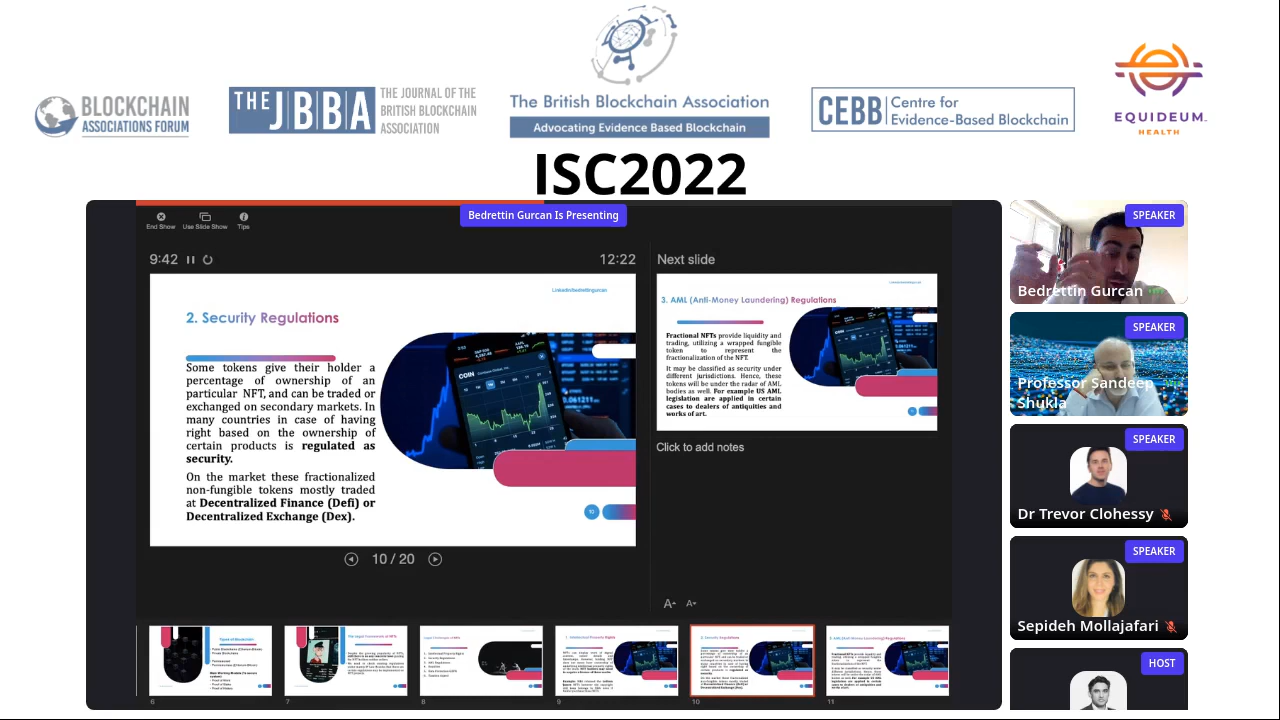 BLOCKCHAIN
ASSOCIATIONS FORUM
THE JBBA
THE JOURNAL OF THE
BRITISH BLOCKCHAIN
ASSOCIATION
The British Blockchain Association
Advocating Evidence Based Blockchain
CEBB
Centre for
Evidence-Based Blockchain
EQUIDEUM
HEALTH
ISC2022
Bedrettin Gurcan Is Presenting
End Show
Use Slide Show
Tips
9:42
12:22
2. Security Regulations
Some tokens give their holder a
percentage of ownership of an
particular NFT, and can be traded or
exchanged on secondary markets. In
many countries in case of having
right based on the ownership of
certain products is regulated as
security.
On the market these fractionalized
non-fungible tokens mostly traded
at Decentralized Finance (Defi) or
Decentralized Exchange (Dex).
COIN
10
10 / 20
Next slide
3. AML (Anti-Money Laundering) Regulations
Fractional NFTs provide liquidity and
trading, utilizing a wrapped fungible
token to represent the
fractionalization of the NFT.
It may be classified as security under
different jurisdictions. Hence, these
tokens will be under the radar of AML
bodies as well. For example US AML
legislation are applied in certain
cases to dealers of antiquities and
works of art.
Click to add notes
A
A
6
7
8
9
10
11
SPEAKER
Bedrettin Gurcan
SPEAKER
Professor Sandeep
Shukla
SPEAKER
Dr Trevor Clohessy
SPEAKER
Sepideh Mollajafari
HOST